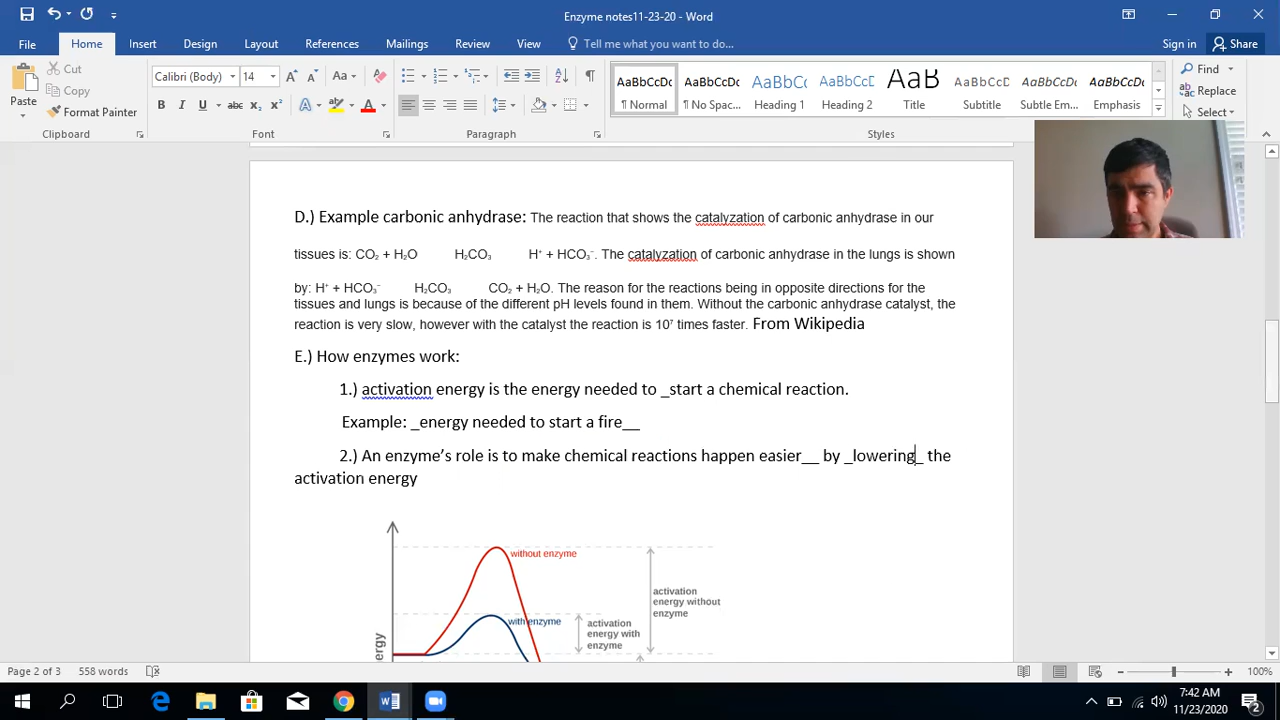 Enzyme notes11-23-20 - Word
File Home Insert Design Layout References Mailings Review View Tell me what you want to do... Sign in Share
Paste
Cut
Copy
Format Painter
Calibri (Body) 14
Find
Replace
Select
AaBbCcDc AaBbCcDc AaBbCc AaBbCcD AaB AaBbCcD AaBbCcDc AaBbCcDc
¶ Normal ¶ No Spac... Heading 1 Heading 2 Title Subtitle Subtle Em... Emphasis
Clipboard Font Paragraph Styles
D.) Example carbonic anhydrase: The reaction that shows the catalyzation of carbonic anhydrase in our
tissues is: CO₂ + H₂O H₂CO₃ H⁺ + HCO₃⁻. The catalyzation of carbonic anhydrase in the lungs is shown
by: H⁺ + HCO₃⁻ H₂CO₃ CO₂ + H₂O. The reason for the reactions being in opposite directions for the
tissues and lungs is because of the different pH levels found in them. Without the carbonic anhydrase catalyst, the
reaction is very slow, however with the catalyst the reaction is 10⁷ times faster. From Wikipedia
E.) How enzymes work:
1.) activation energy is the energy needed to _start a chemical reaction.
Example: _energy needed to start a fire__
2.) An enzyme's role is to make chemical reactions happen easier__ by _lowering_ the
activation energy
without enzyme
with enzyme
activation
energy without
enzyme
activation
energy with
enzyme
ergy
Page 2 of 3 558 words 100%
7:42 AM
11/23/2020
2